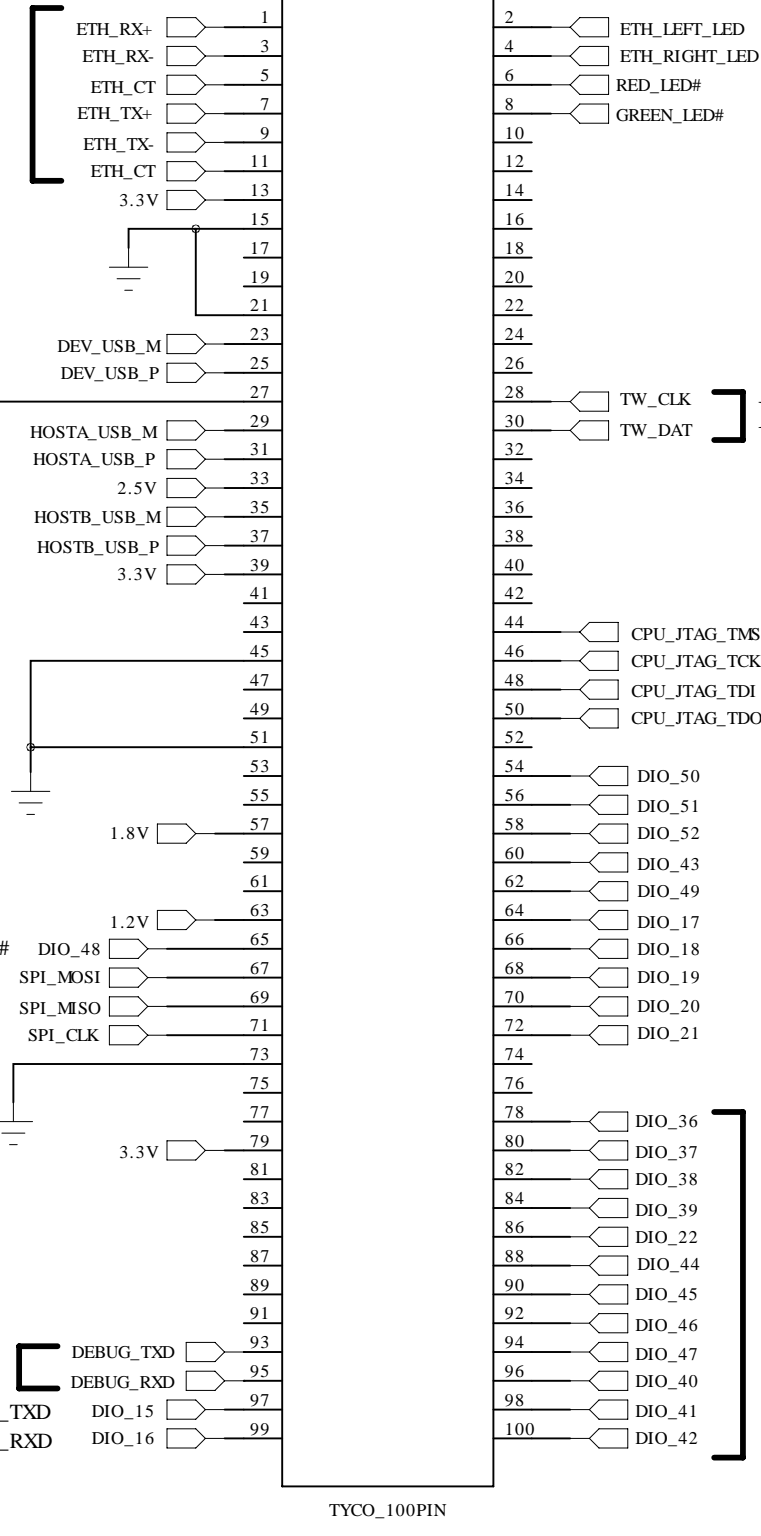 ETH_RX+ 1 2 ETH_LEFT_LED
ETH_RX- 3 4 ETH_RIGHT_LED
ETH_CT 5 6 RED_LED#
ETH_TX+ 7 8 GREEN_LED#
ETH_TX- 9 10
ETH_CT 11 12
3.3V 13 14
15 16
17 18
19 20
21 22
DEV_USB_M 23 24
DEV_USB_P 25 26
27 28 TW_CLK
HOSTA_USB_M 29 30 TW_DAT
HOSTA_USB_P 31 32
2.5V 33 34
HOSTB_USB_M 35 36
HOSTB_USB_P 37 38
3.3V 39 40
41 42
43 44 CPU_JTAG_TMS
45 46 CPU_JTAG_TCK
47 48 CPU_JTAG_TDI
49 50 CPU_JTAG_TDO
51 52
53 54 DIO_50
55 56 DIO_51
1.8V 57 58 DIO_52
59 60 DIO_43
61 62 DIO_49
1.2V 63 64 DIO_17
# DIO_48 65 66 DIO_18
SPI_MOSI 67 68 DIO_19
SPI_MISO 69 70 DIO_20
SPI_CLK 71 72 DIO_21
73 74
75 76
77 78 DIO_36
3.3V 79 80 DIO_37
81 82 DIO_38
83 84 DIO_39
85 86 DIO_22
87 88 DIO_44
89 90 DIO_45
91 92 DIO_46
DEBUG_TXD 93 94 DIO_47
DEBUG_RXD 95 96 DIO_40
_TXD DIO_15 97 98 DIO_41
_RXD DIO_16 99 100 DIO_42
TYCO_100PIN